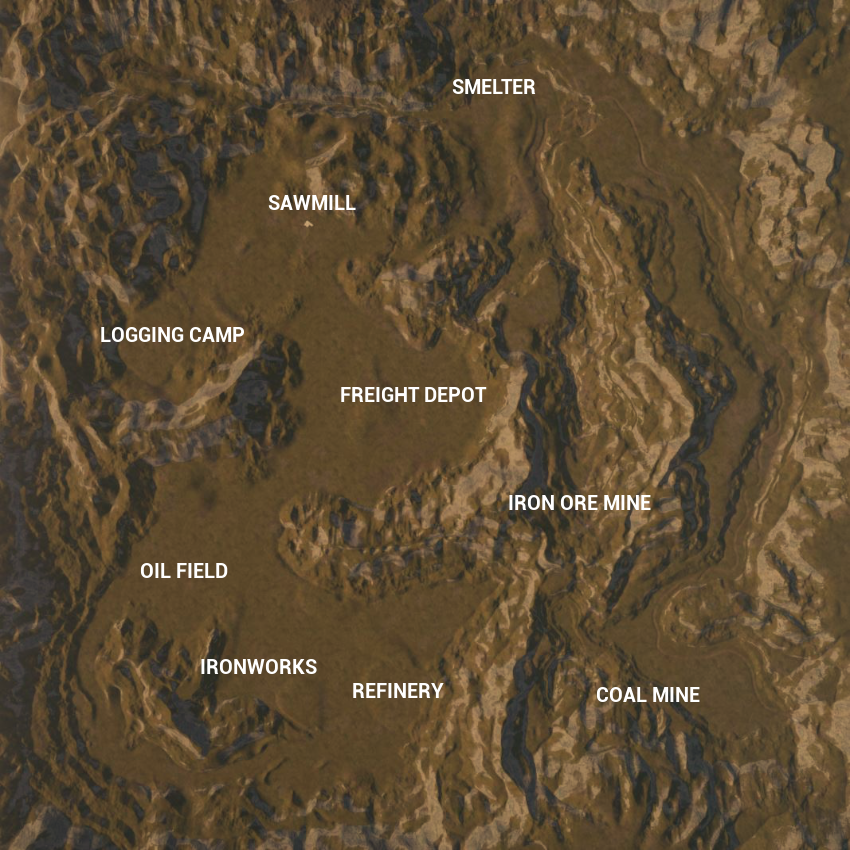 SMELTER
SAWMILL
LOGGING CAMP
FREIGHT DEPOT
IRON ORE MINE
OIL FIELD
IRONWORKS
REFINERY
COAL MINE